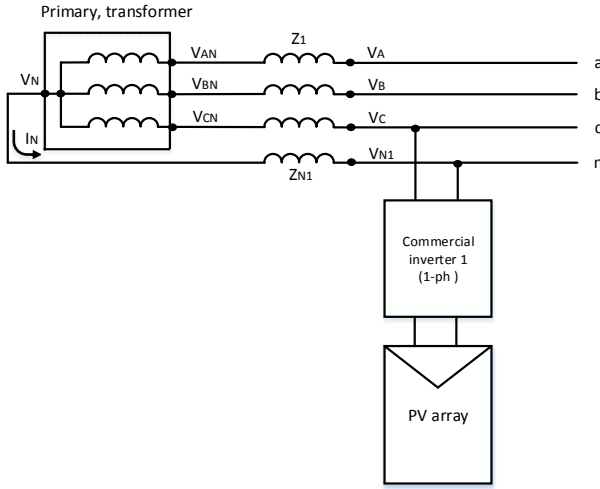 Primary, transformer
Z1
VAN
VA
a
VN
VBN
VB
b
VCN
VC
IN
VN1
ZN1
Commercial
inverter 1
(1-ph )
PV array